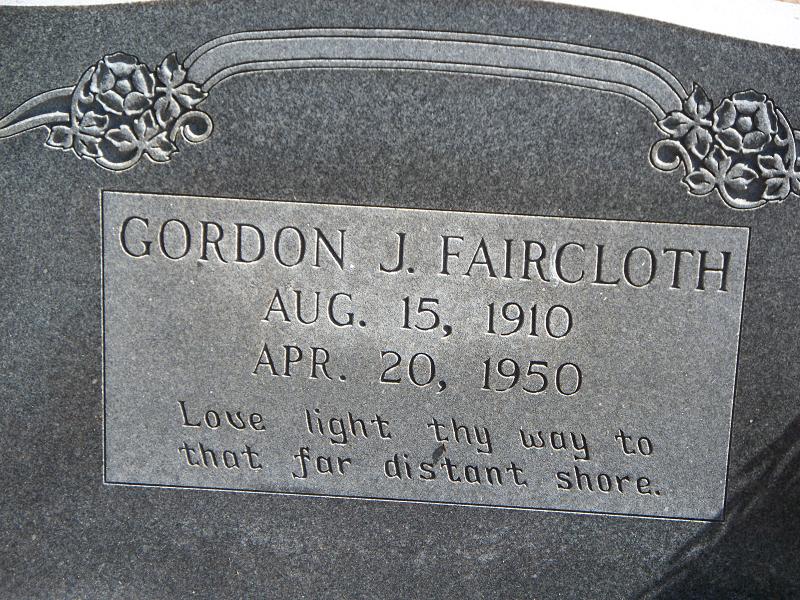 GORDON J. FAIRCLOTH
AUG. 15, 1910
APR. 20, 1950
Love light thy way to
that far distant shore.